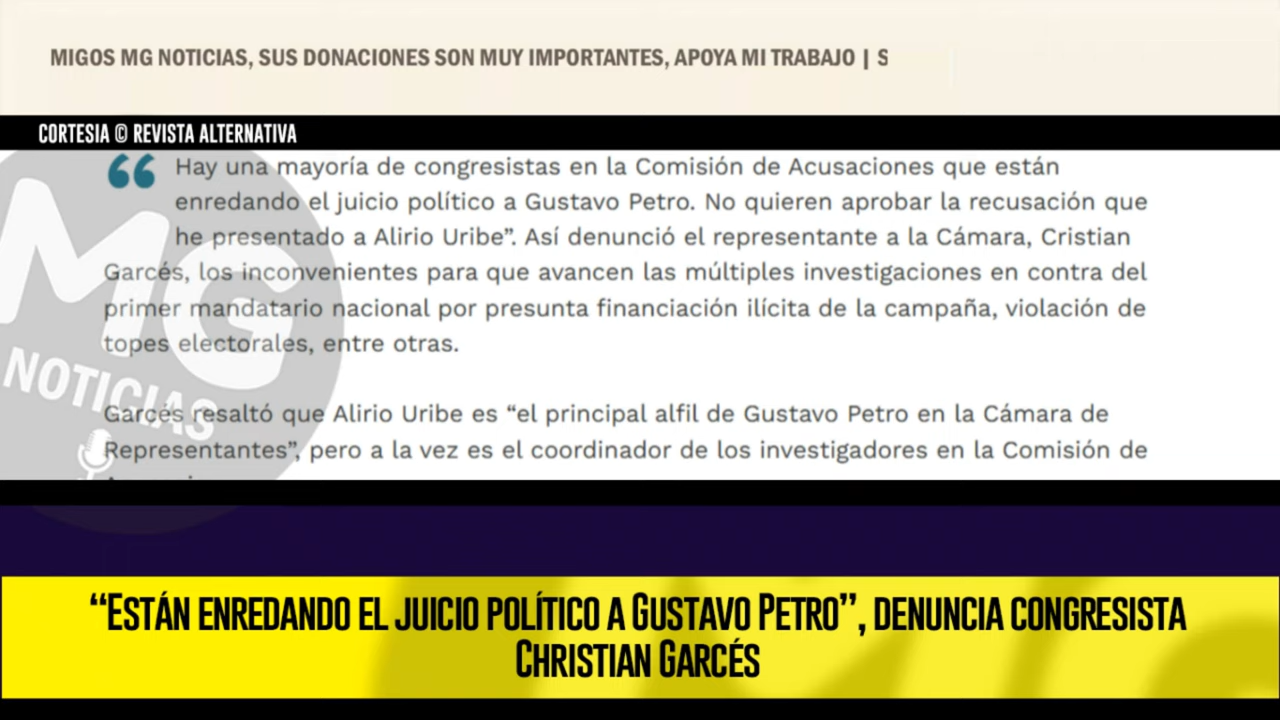 MIGOS MG NOTICIAS, SUS DONACIONES SON MUY IMPORTANTES, APOYA MI TRABAJO | S
CORTESIA © REVISTA ALTERNATIVA
“ Hay una mayoría de congresistas en la Comisión de Acusaciones que están
enredando el juicio político a Gustavo Petro. No quieren aprobar la recusación que
he presentado a Alirio Uribe”. Así denunció el representante a la Cámara, Cristian
Garcés, los inconvenientes para que avancen las múltiples investigaciones en contra del
primer mandatario nacional por presunta financiación ilícita de la campaña, violación de
topes electorales, entre otras.
Garcés resaltó que Alirio Uribe es “el principal alfil de Gustavo Petro en la Cámara de
Representantes”, pero a la vez es el coordinador de los investigadores en la Comisión de
MG
NOTICIAS
“ESTÁN ENREDANDO EL JUICIO POLÍTICO A GUSTAVO PETRO”, DENUNCIA CONGRESISTA
CHRISTIAN GARCÉS